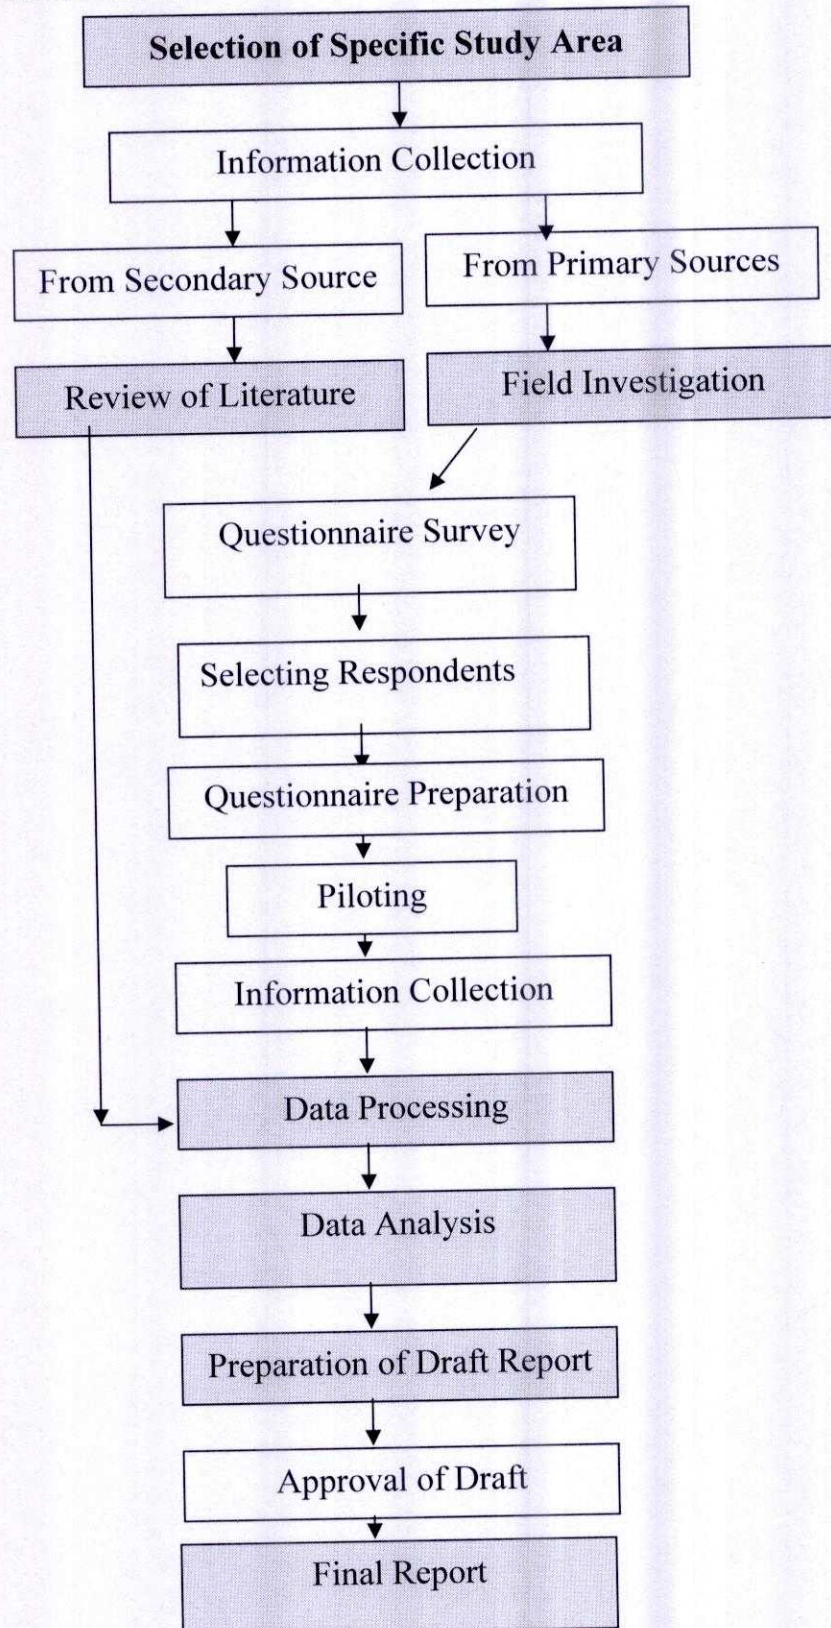 Selection of Specific Study Area
Information Collection
From Secondary Source
From Primary Sources
Review of Literature
Field Investigation
Questionnaire Survey
Selecting Respondents
Questionnaire Preparation
Piloting
Information Collection
Data Processing
Data Analysis
Preparation of Draft Report
Approval of Draft
Final Report